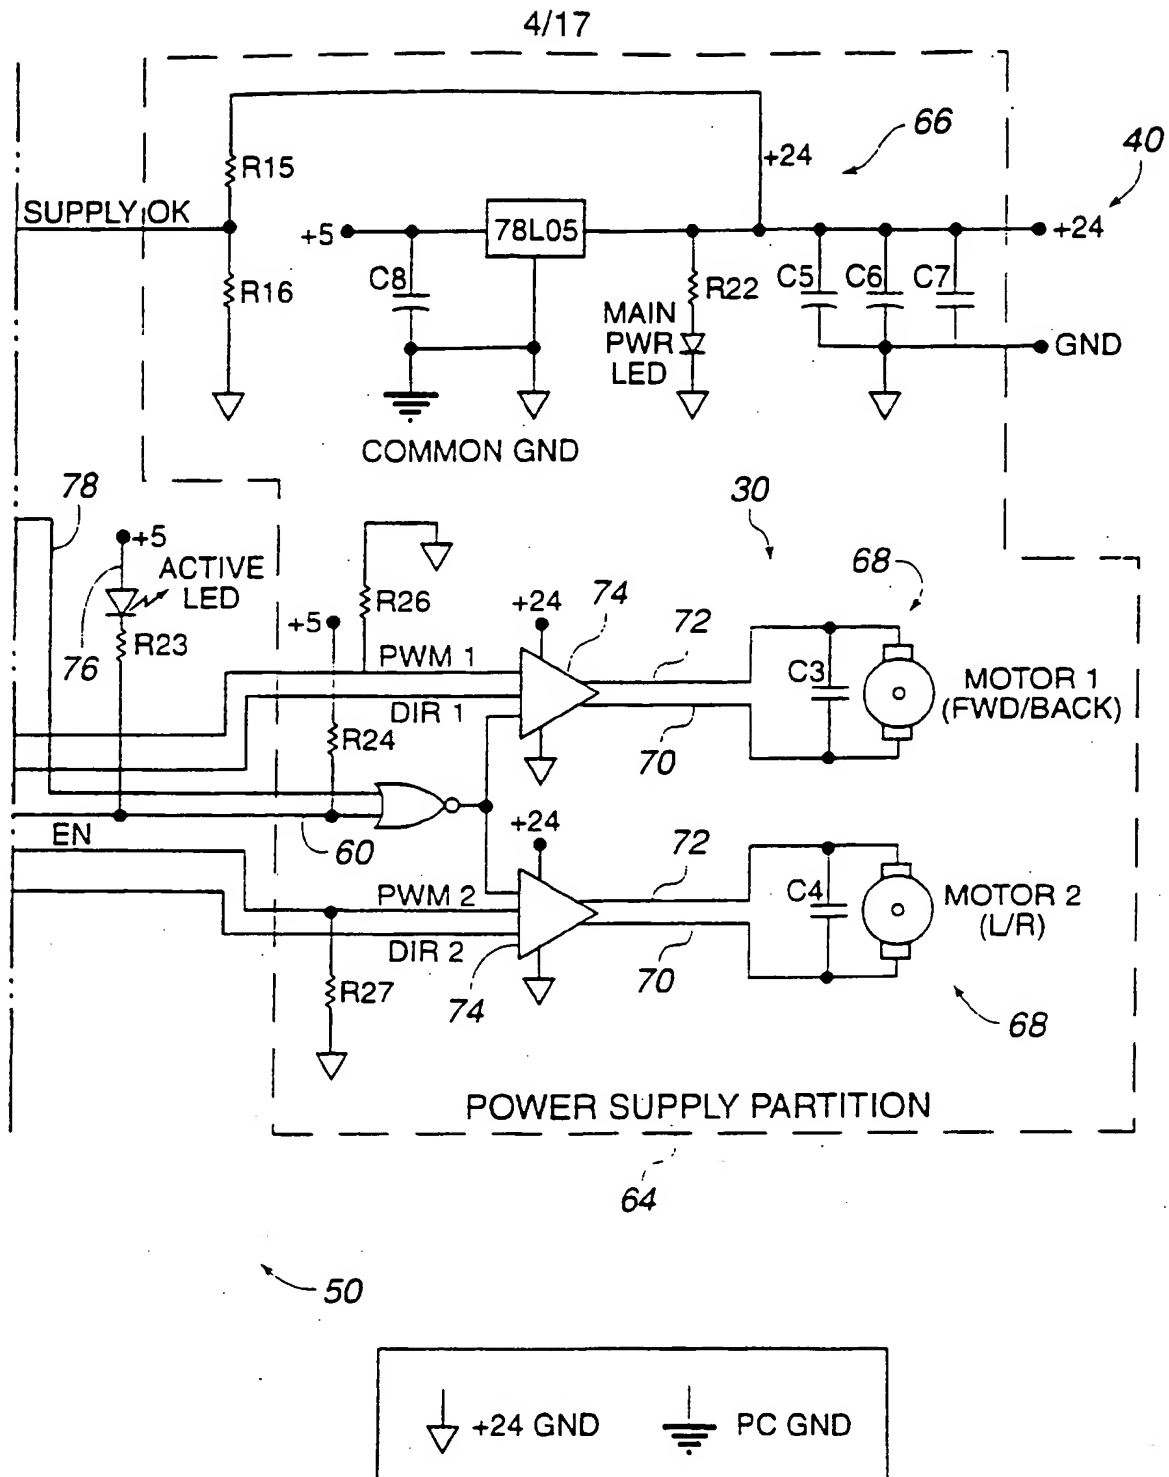 4/17
66
40
+24
R15
SUPPLY OK
+5
78L05
+24
R16
C8
R22
C5
C6
C7
MAIN
PWR
LED
GND
COMMON GND
78
30
+5
ACTIVE
LED
68
R26
+24
74
+5
72
76
R23
PWM 1
C3
MOTOR 1
(FWD/BACK)
DIR 1
R24
70
+24
EN
60
72
PWM 2
C4
MOTOR 2
(L/R)
DIR 2
70
R27
74
68
POWER SUPPLY PARTITION
64
50
+24 GND
PC GND